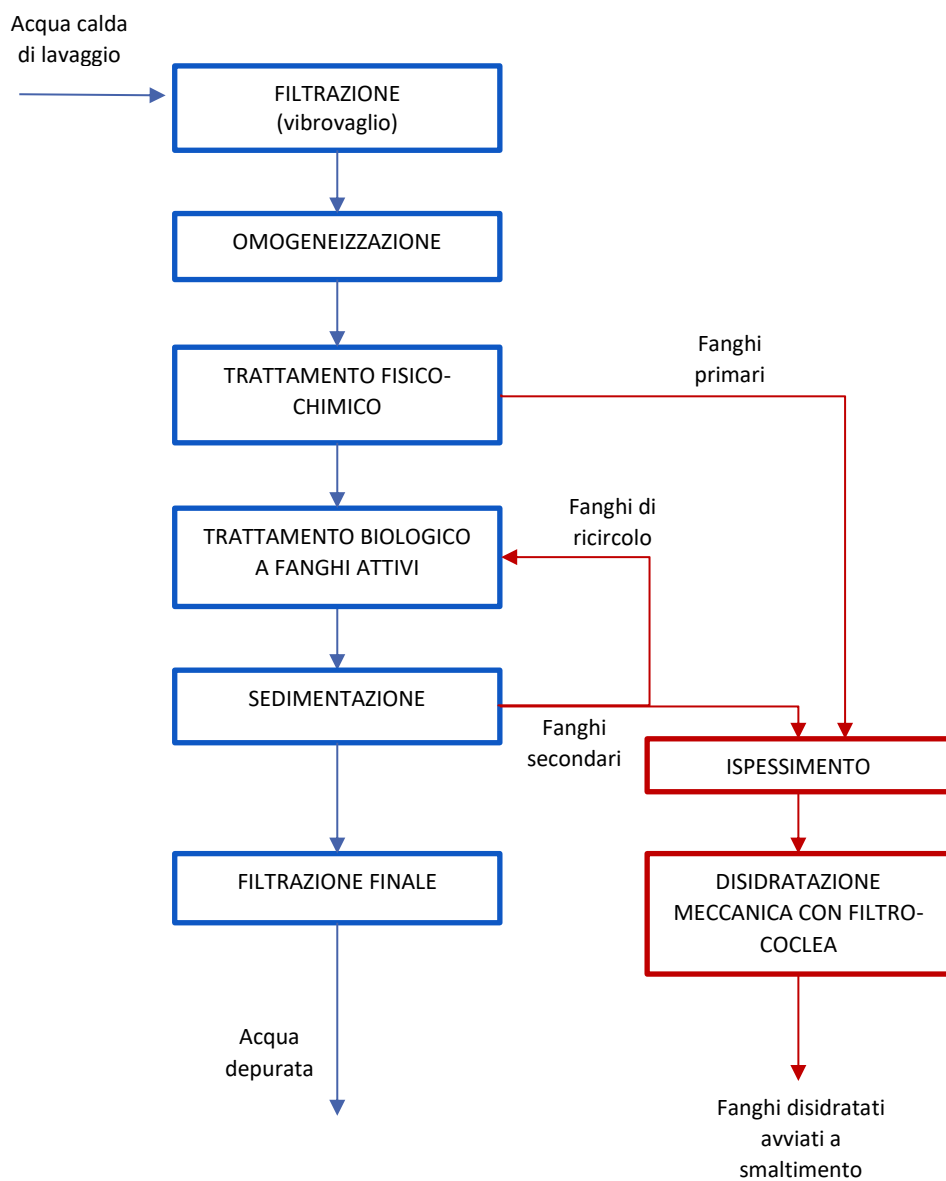 Acqua calda
di lavaggio
FILTRAZIONE
(vibrovaglio)
OMOGENEIZZAZIONE
TRATTAMENTO FISICO-
CHIMICO
Fanghi
primari
TRATTAMENTO BIOLOGICO
A FANGHI ATTIVI
Fanghi di
ricircolo
SEDIMENTAZIONE
Fanghi
secondari
ISPESSIMENTO
FILTRAZIONE FINALE
DISIDRATAZIONE
MECCANICA CON FILTRO-
COCLEA
Acqua
depurata
Fanghi disidratati
avviati a
smaltimento